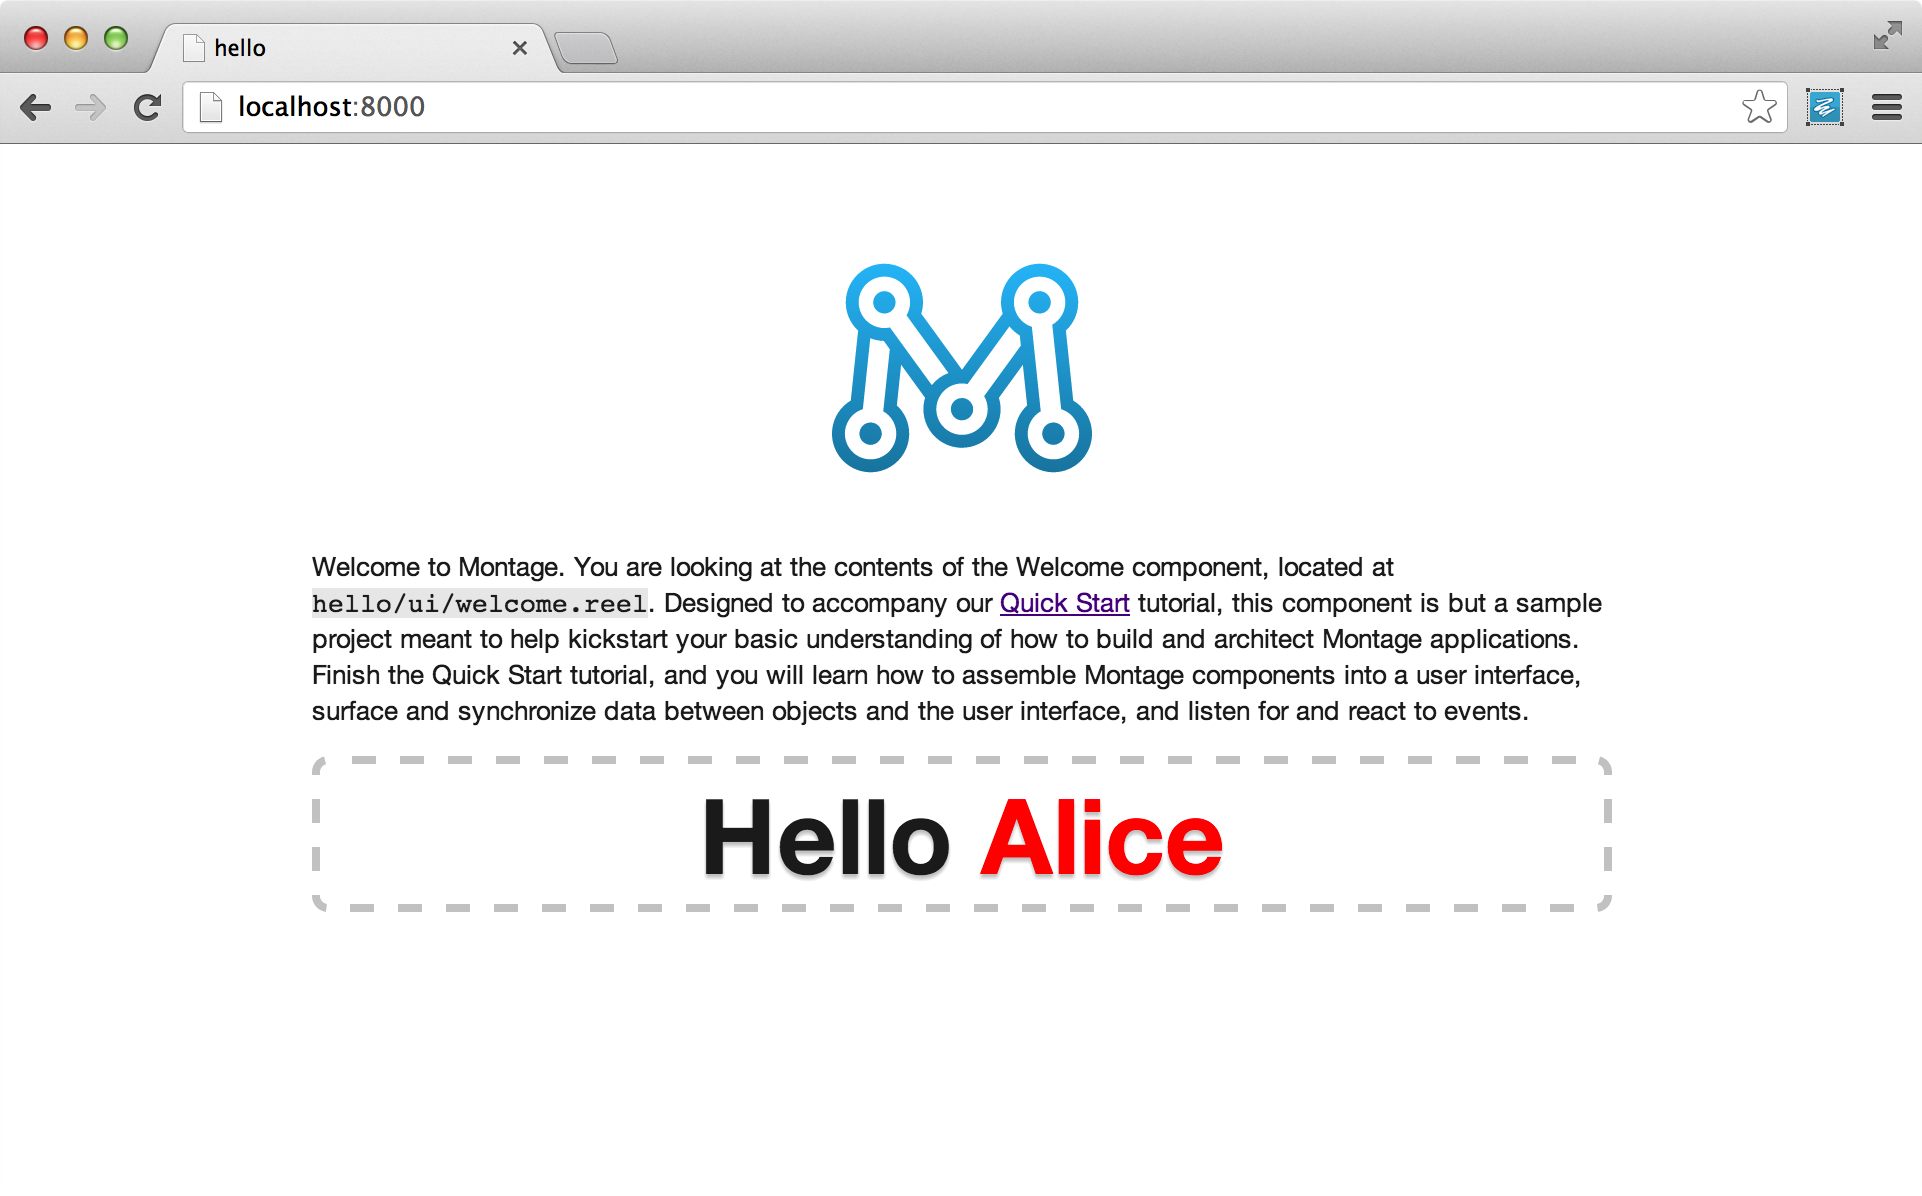 hello
localhost:8000
Welcome to Montage. You are looking at the contents of the Welcome component, located at
hello/ui/welcome.reel. Designed to accompany our Quick Start tutorial, this component is but a sample
project meant to help kickstart your basic understanding of how to build and architect Montage applications.
Finish the Quick Start tutorial, and you will learn how to assemble Montage components into a user interface,
surface and synchronize data between objects and the user interface, and listen for and react to events.
Hello Alice